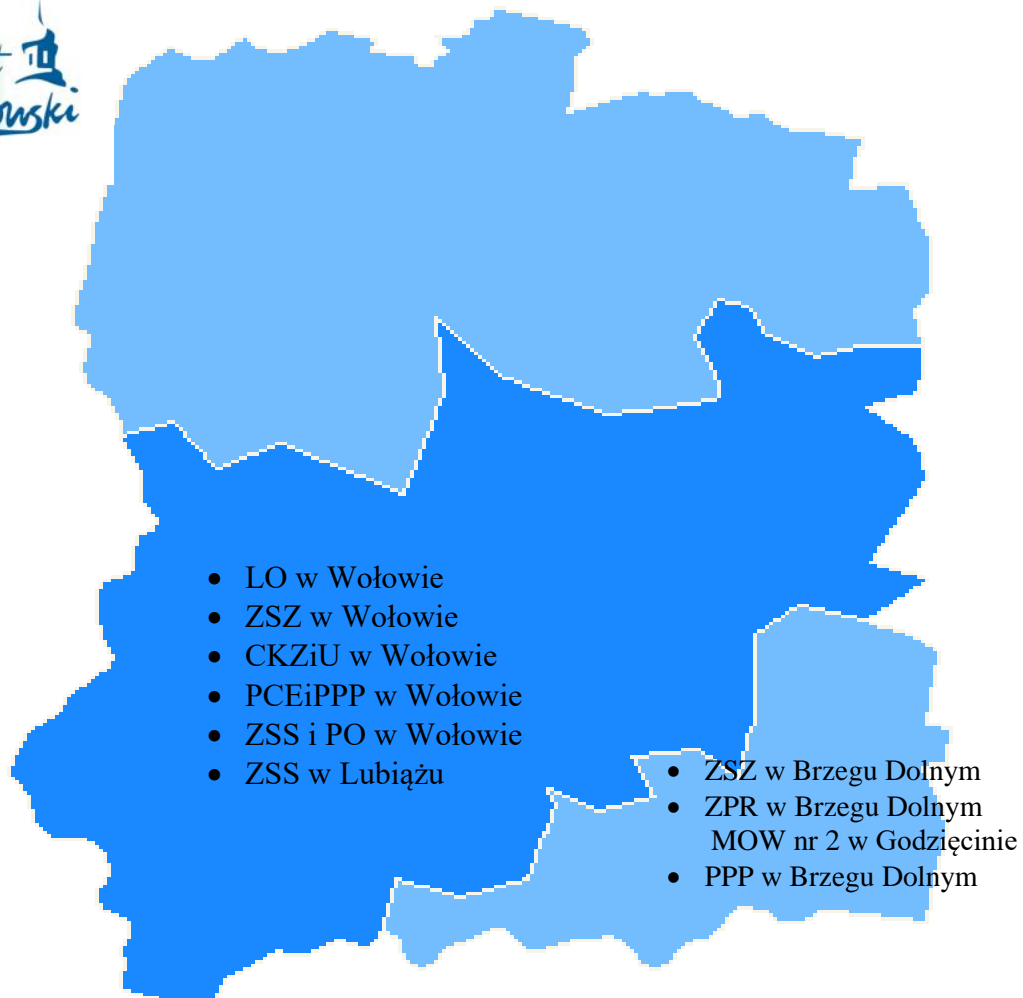 • LO w Wołowie
• ZSZ w Wołowie
• CKZiU w Wołowie
• PCEiPPP w Wołowie
• ZSS i PO w Wołowie
• ZSS w Lubiążu
• ZSZ w Brzegu Dolnym
• ZPR w Brzegu Dolnym
MOW nr 2 w Godzięcinie
• PPP w Brzegu Dolnym